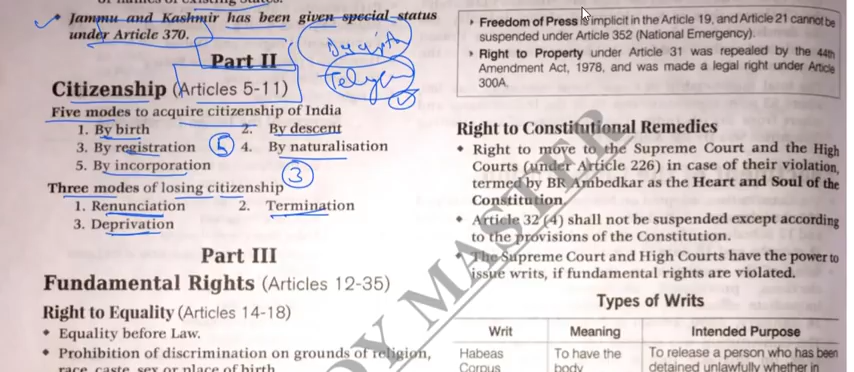 of names of existing states.
Jammu and Kashmir has been given special status
under Article 370.
Part II
Citizenship (Articles 5-11)
Five modes to acquire citizenship of India
1. By birth 2. By descent
3. By registration 5 4. By naturalisation
5. By incorporation
3
Three modes of losing citizenship
1. Renunciation 2. Termination
3. Deprivation
Part III
Fundamental Rights (Articles 12-35)
Right to Equality (Articles 14-18)
Equality before Law.
Prohibition of discrimination on grounds of religion,
race, caste, sex or place of birth.
Freedom of Press is implicit in the Article 19, and Article 21 cannot be
suspended under Article 352 (National Emergency).
Right to Property under Article 31 was repealed by the 44th
Amendment Act, 1978, and was made a legal right under Article
300A.
Right to Constitutional Remedies
Right to move to the Supreme Court and the High
Courts (under Article 226) in case of their violation,
termed by BR Ambedkar as the Heart and Soul of the
Constitution.
Article 32 (4) shall not be suspended except according
to the provisions of the Constitution.
The Supreme Court and High Courts have the power to
issue writs, if fundamental rights are violated.
Types of Writs
Writ Meaning Intended Purpose
Habeas To have the To release a person who has been
Corpus body detained unlawfully whether in
DY MASTER